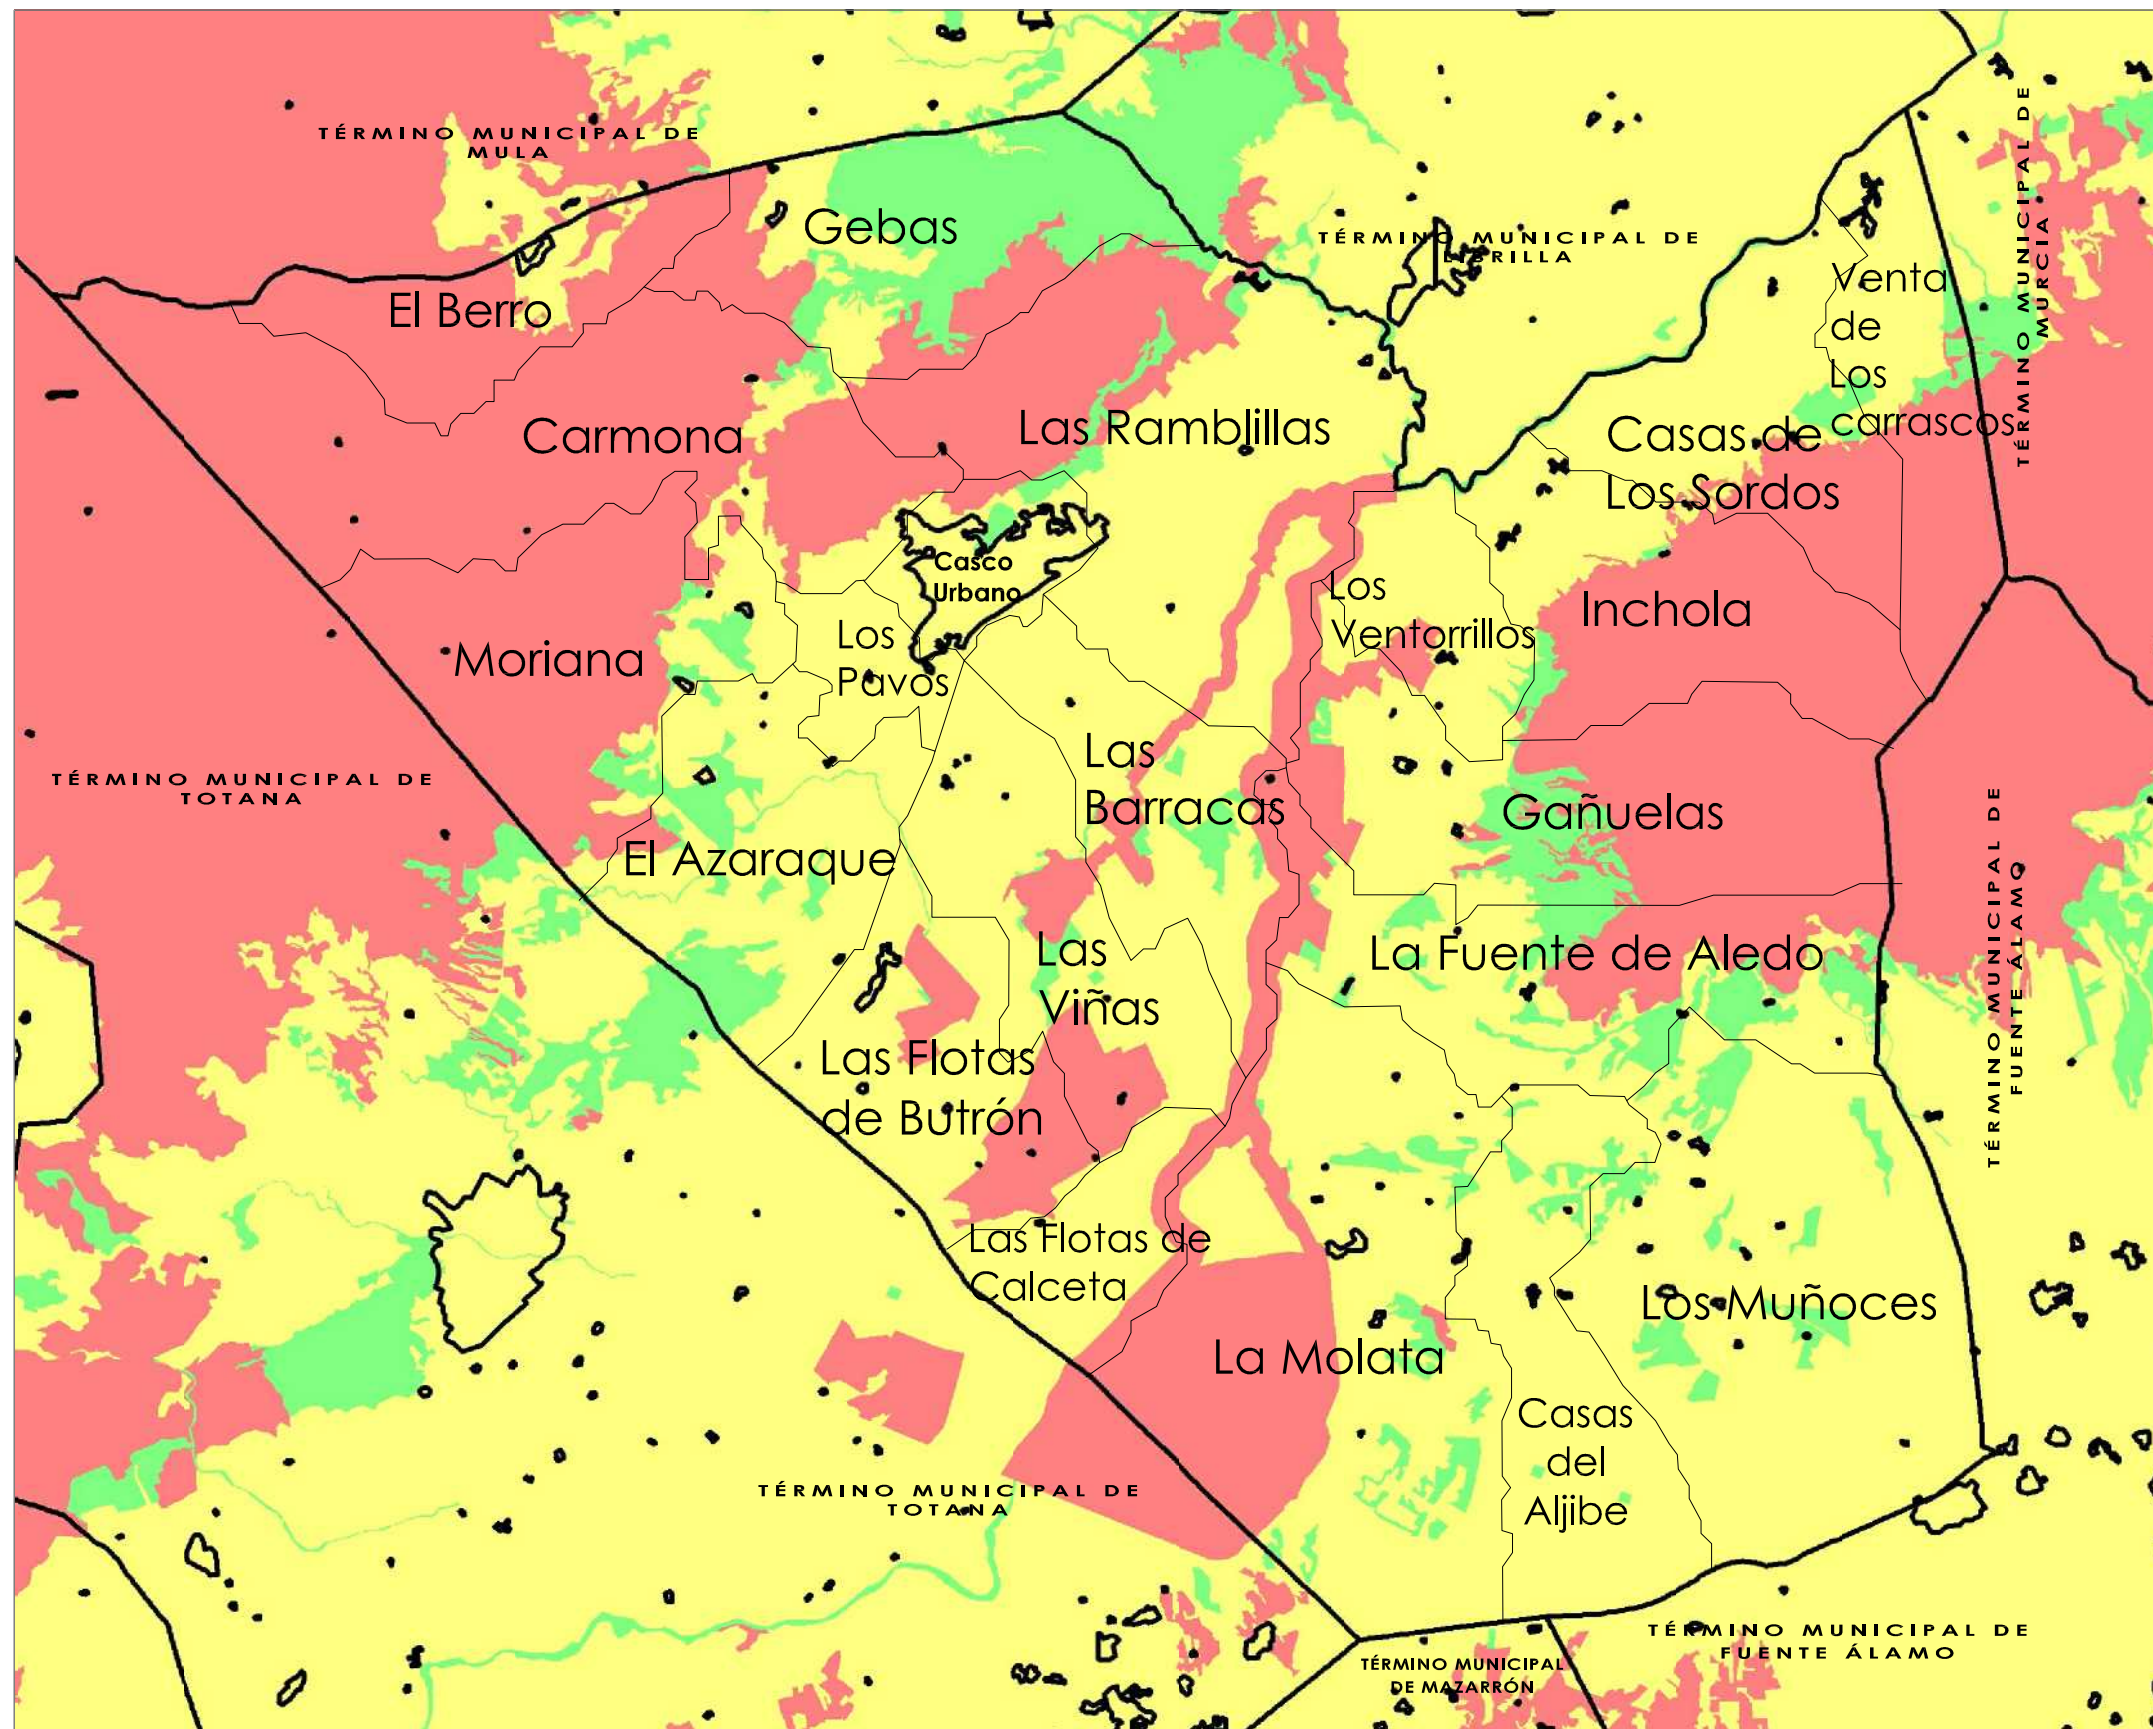 TÉRMINO MUNICIPAL DE
MULA
Gebas
TÉRMINO MUNICIPAL DE
LIBRILLA
TÉRMINO MUNICIPAL DE
MURCIA
El Berro
Venta
de
Los
carrascos
Carmona
Las Ramblillas
Casas de
Los Sordos
Casco
Urbano
Los
Ventorrillos
Inchola
Moriana
Los
Pavos
TÉRMINO MUNICIPAL DE
TOTANA
Las
Barracas
Gañuelas
El Azaraque
TÉRMINO MUNICIPAL DE
FUENTE ÁLAMO
Las
Viñas
La Fuente de Aledo
Las Flotas
de Butrón
Las Flotas de
Calceta
Los Muñoces
La Molata
Casas
del
Aljibe
TÉRMINO MUNICIPAL DE
TOTANA
TÉRMINO MUNICIPAL
DE MAZARRÓN
TÉRMINO MUNICIPAL DE
FUENTE ÁLAMO